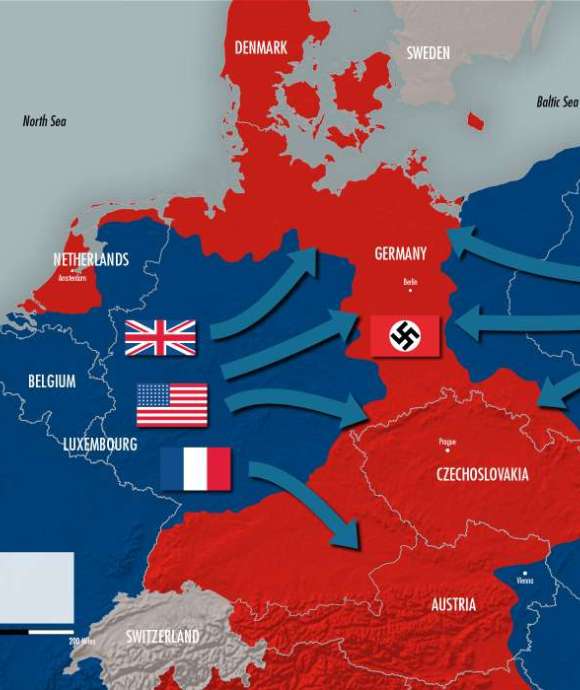 DENMARK
SWEDEN
North Sea
Baltic Sea
NETHERLANDS
Amsterdam
GERMANY
Berlin
BELGIUM
LUXEMBOURG
Prague
CZECHOSLOVAKIA
Vienna
AUSTRIA
SWITZERLAND
200 Miles